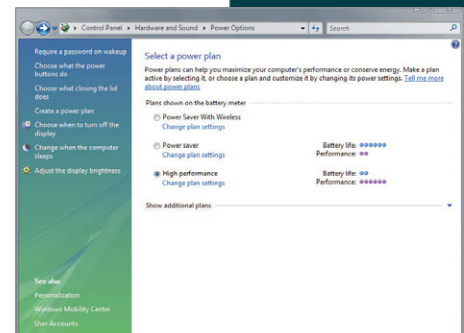 Control Panel ▸ Hardware and Sound ▸ Power Options
Search
Require a password on wakeup
Choose what the power
buttons do
Choose what closing the lid
does
Create a power plan
Choose when to turn off the
display
Change when the computer
sleeps
Adjust the display brightness
See also
Personalization
Windows Mobility Center
User Accounts
Select a power plan
Power plans can help you maximize your computer's performance or conserve energy. Make a plan
active by selecting it, or choose a plan and customize it by changing its power settings. Tell me more
about power plans
Plans shown on the battery meter
Power Saver With Wireless
Change plan settings
Power saver Battery life:
Change plan settings Performance:
High performance Battery life:
Change plan settings Performance:
Show additional plans